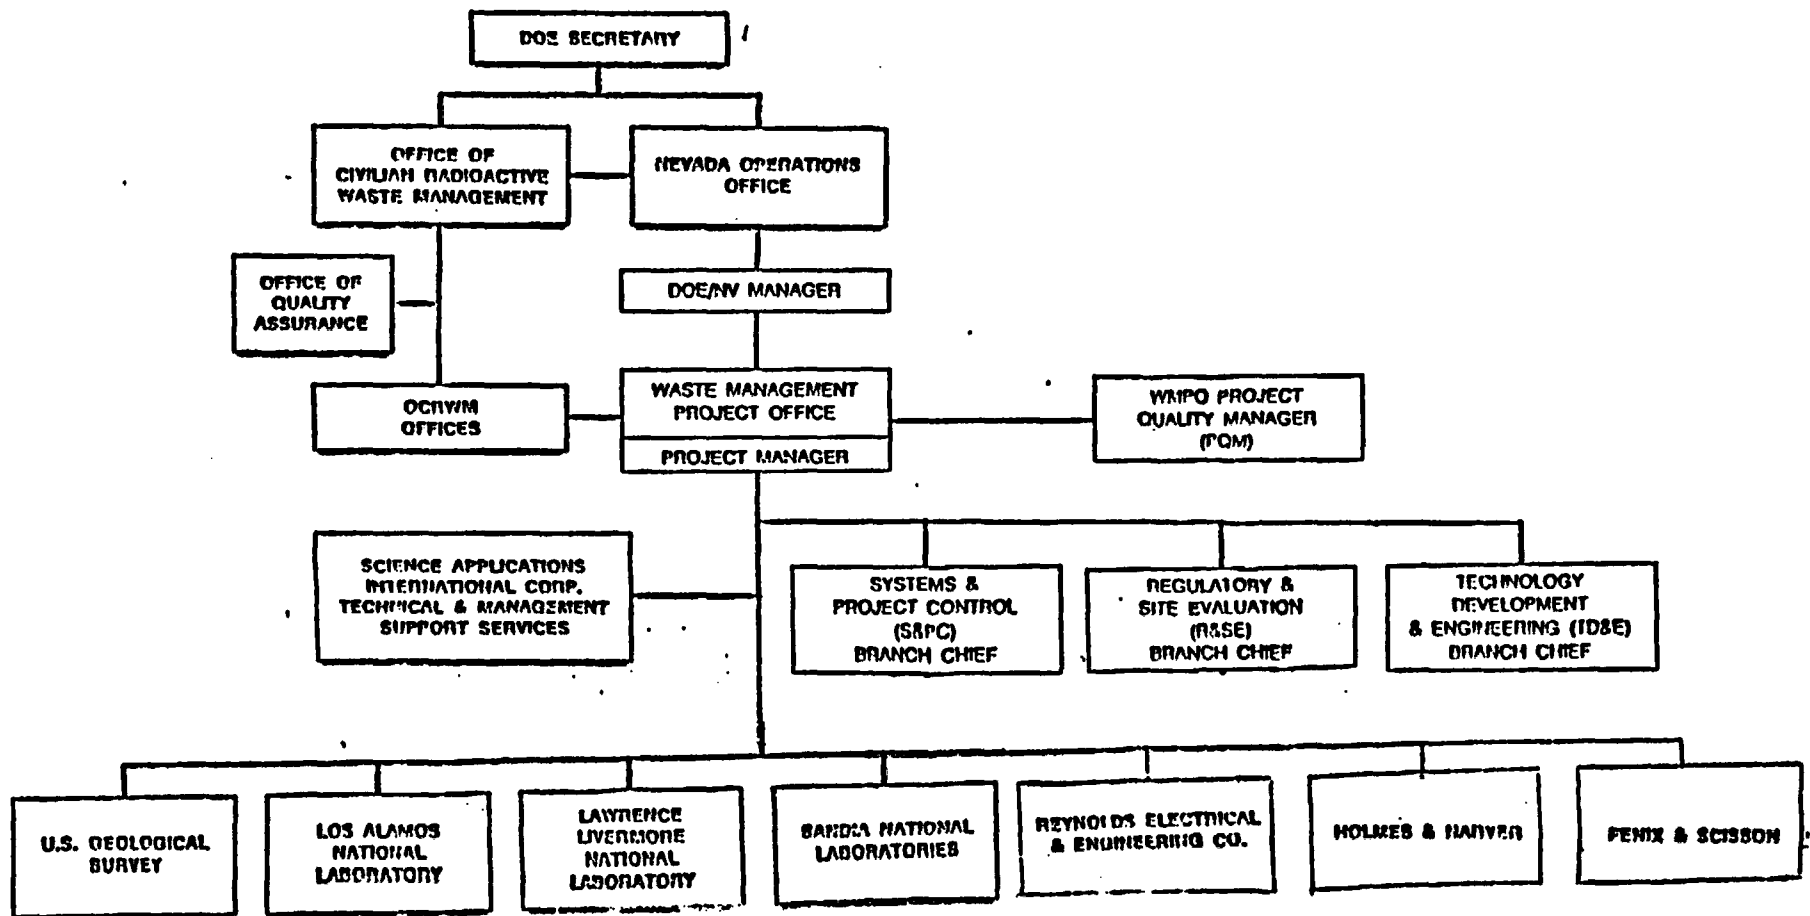 DOE SECRETARY
OFFICE OF
CIVILIAN RADIOACTIVE
WASTE MANAGEMENT
NEVADA OPERATIONS
OFFICE
OFFICE OF
QUALITY
ASSURANCE
DOE/NV MANAGER
OCRWM
OFFICES
WASTE MANAGEMENT
PROJECT OFFICE
PROJECT MANAGER
WMPO PROJECT
QUALITY MANAGER
(PQM)
SCIENCE APPLICATIONS
INTERNATIONAL CORP.
TECHNICAL & MANAGEMENT
SUPPORT SERVICES
SYSTEMS &
PROJECT CONTROL
(S&PC)
BRANCH CHIEF
REGULATORY &
SITE EVALUATION
(R&SE)
BRANCH CHIEF
TECHNOLOGY
DEVELOPMENT
& ENGINEERING (TD&E)
BRANCH CHIEF
U.S. GEOLOGICAL
SURVEY
LOS ALAMOS
NATIONAL
LABORATORY
LAWRENCE
LIVERMORE
NATIONAL
LABORATORY
SANDIA NATIONAL
LABORATORIES
REYNOLDS ELECTRICAL
& ENGINEERING CO.
HOLMES & NARVER
FENIX & SCISSON